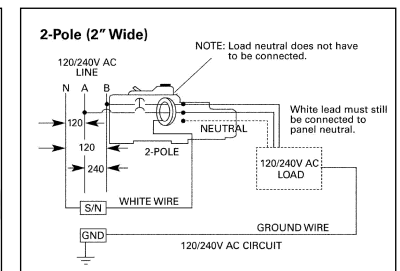 2-Pole (2" Wide)
NOTE: Load neutral does not have
to be connected.
120/240V AC
LINE
N A B
120
120
240
NEUTRAL
2-POLE
White lead must still
be connected to
panel neutral.
120/240V AC
LOAD
S/N
WHITE WIRE
GND
GROUND WIRE
120/240V AC CIRCUIT